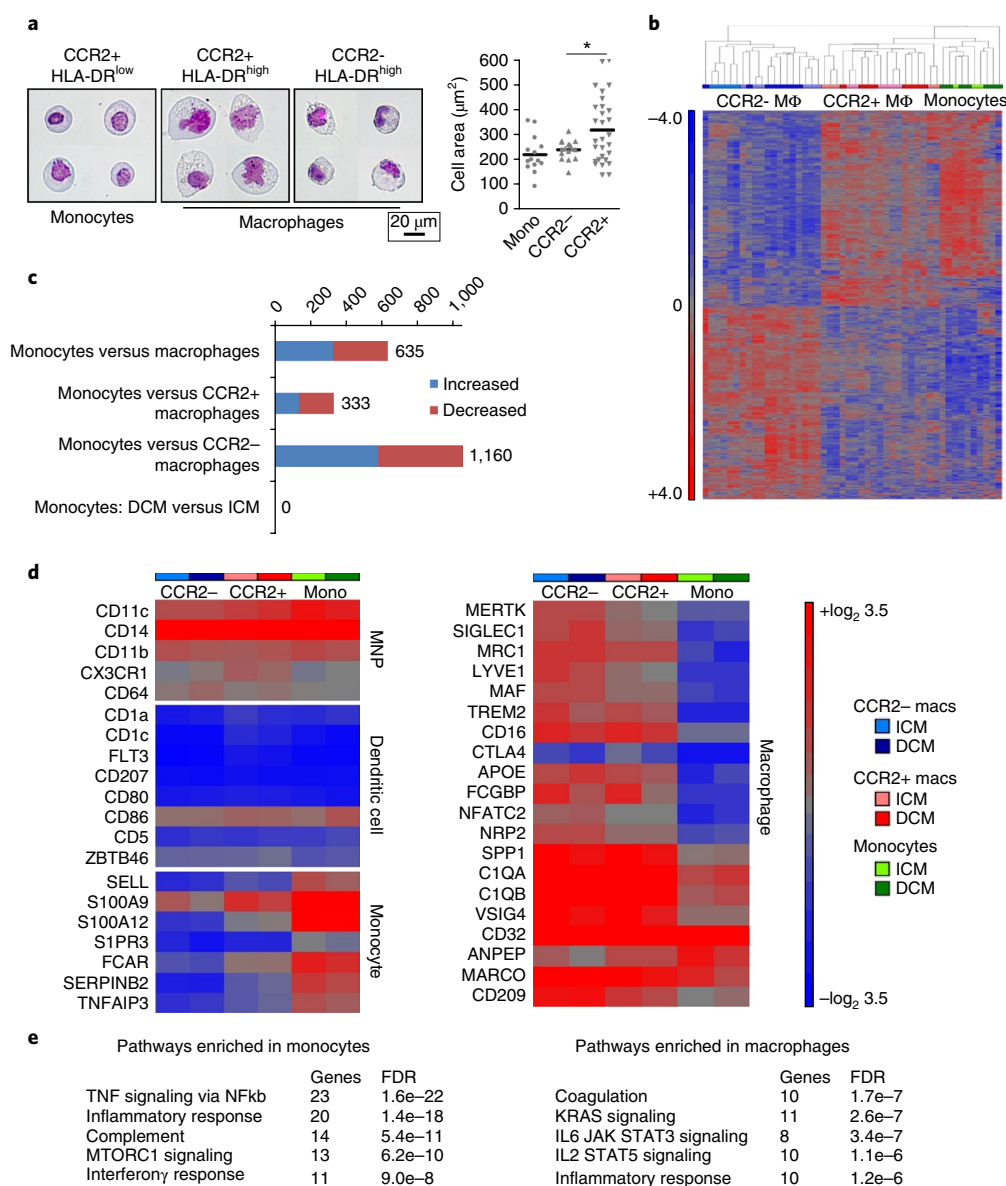 a
CCR2+
HLA-DRlow
CCR2+
HLA-DRhigh
CCR2-
HLA-DRhigh
Monocytes
Macrophages
20 μm
*
Cell area (μm2)
600
500
400
300
200
100
0
Mono
CCR2–
CCR2+
b
CCR2- MΦ
CCR2+ MΦ
Monocytes
–4.0
0
+4.0
c
0
200
400
600
800
1,000
Monocytes versus macrophages
635
Monocytes versus CCR2+
macrophages
333
Monocytes versus CCR2–
macrophages
1,160
Monocytes: DCM versus ICM
0
Increased
Decreased
d
CCR2–
CCR2+
Mono
CD11c
CD14
CD11b
CX3CR1
CD64
MNP
CD1a
CD1c
FLT3
CD207
CD80
CD86
CD5
ZBTB46
Dendritic cell
SELL
S100A9
S100A12
S1PR3
FCAR
SERPINB2
TNFAIP3
Monocyte
CCR2–
CCR2+
Mono
MERTK
SIGLEC1
MRC1
LYVE1
MAF
TREM2
CD16
CTLA4
APOE
FCGBP
NFATC2
NRP2
SPP1
C1QA
C1QB
VSIG4
CD32
ANPEP
MARCO
CD209
Macrophage
+log2 3.5
–log2 3.5
CCR2– macs
ICM
DCM
CCR2+ macs
ICM
DCM
Monocytes
ICM
DCM
e
Pathways enriched in monocytes
Genes FDR
TNF signaling via NFkb 23 1.6e–22
Inflammatory response 20 1.4e–18
Complement 14 5.4e–11
MTORC1 signaling 13 6.2e–10
Interferonγ response 11 9.0e–8
Pathways enriched in macrophages
Genes FDR
Coagulation 10 1.7e–7
KRAS signaling 11 2.6e–7
IL6 JAK STAT3 signaling 8 3.4e–7
IL2 STAT5 signaling 10 1.1e–6
Inflammatory response 10 1.2e–6